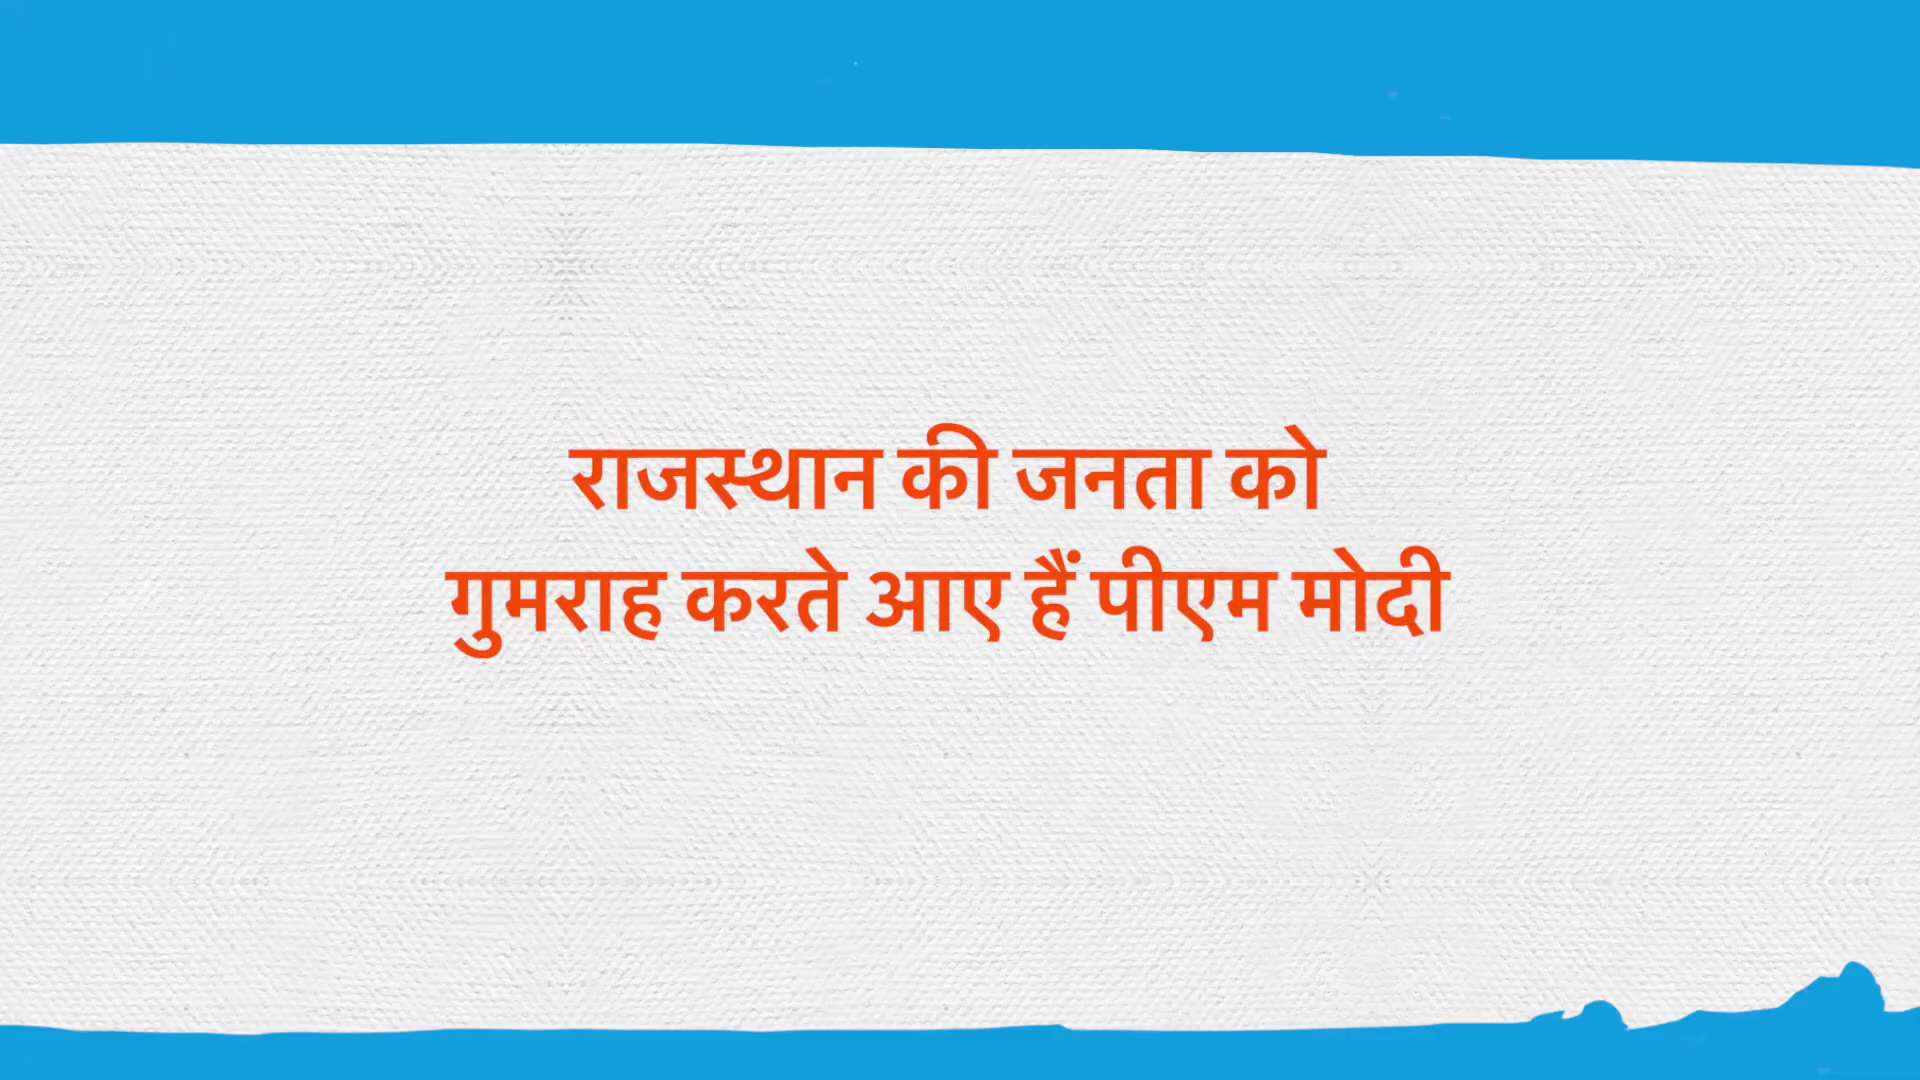 राजस्थान की जनता को
गुमराह करते आए हैं पीएम मोदी